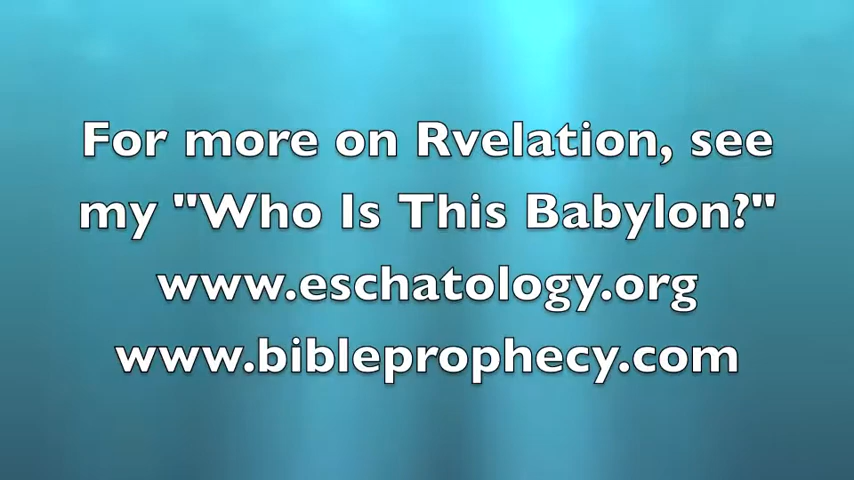 For more on Rvelation, see
my "Who Is This Babylon?"
www.eschatology.org
www.bibleprophecy.com